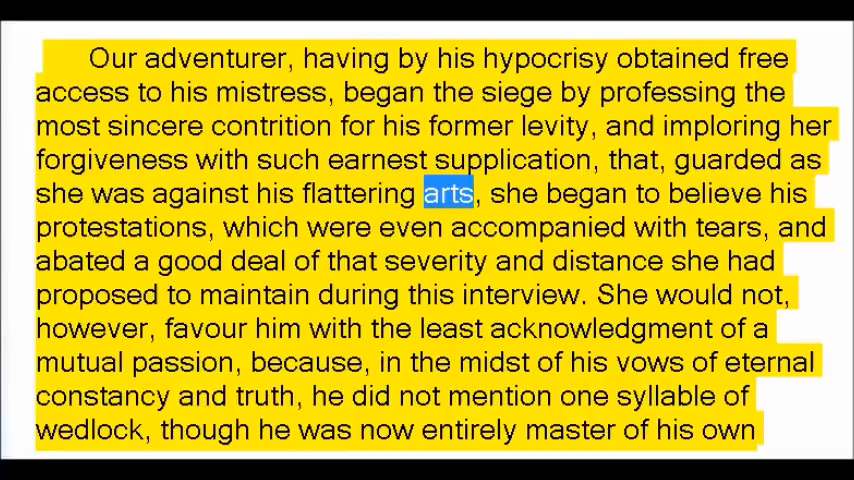 Our adventurer, having by his hypocrisy obtained free
access to his mistress, began the siege by professing the
most sincere contrition for his former levity, and imploring her
forgiveness with such earnest supplication, that, guarded as
she was against his flattering arts, she began to believe his
protestations, which were even accompanied with tears, and
abated a good deal of that severity and distance she had
proposed to maintain during this interview. She would not,
however, favour him with the least acknowledgment of a
mutual passion, because, in the midst of his vows of eternal
constancy and truth, he did not mention one syllable of
wedlock, though he was now entirely master of his own